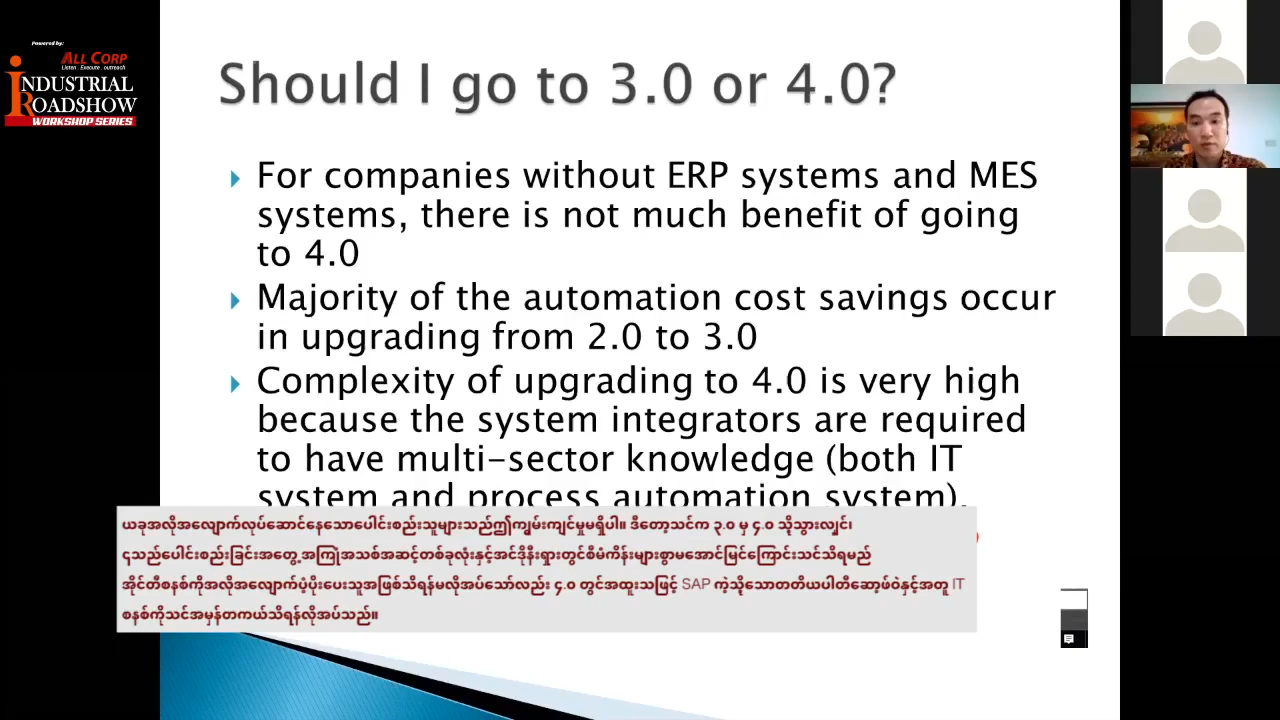 Powered by:
ALL CORP
Listen . Execute . outreach
INDUSTRIAL
ROADSHOW
WORKSHOP SERIES
Should I go to 3.0 or 4.0?
For companies without ERP systems and MES
systems, there is not much benefit of going
to 4.0
Majority of the automation cost savings occur
in upgrading from 2.0 to 3.0
Complexity of upgrading to 4.0 is very high
because the system integrators are required
to have multi-sector knowledge (both IT
system and process automation system).
ယခုအလိုအလျောက်လုပ်ဆောင်နေသောပေါင်းစည်းသူများသည်ဤကျွမ်းကျင်မှုမရှိပါ။ ဒီတော့သင်က ၃.၀ မှ ၄.၀ သို့သွားလျှင်၊
၎သည်ပေါင်းစည်းခြင်းအတွေ့အကြုံအသစ်အဆင့်တစ်ခုလုံးနှင့်အင်ဒိုနီးရှားတွင်စီမံကိန်းများစွာမအောင်မြင်ကြောင်းသင်သိရမည်
အိုင်တီစနစ်ကိုအလိုအလျောက်ပံ့ပိုးပေးသူအဖြစ်သိရန်မလိုအပ်သော်လည်း ၄.၀ တွင်အထူးသဖြင့် SAP ကဲ့သို့သောတတိယပါတီဆော့ဖ်ဝဲနှင့်အတူ IT
စနစ်ကိုသင်အမှန်တကယ်သိရန်လိုအပ်သည်။